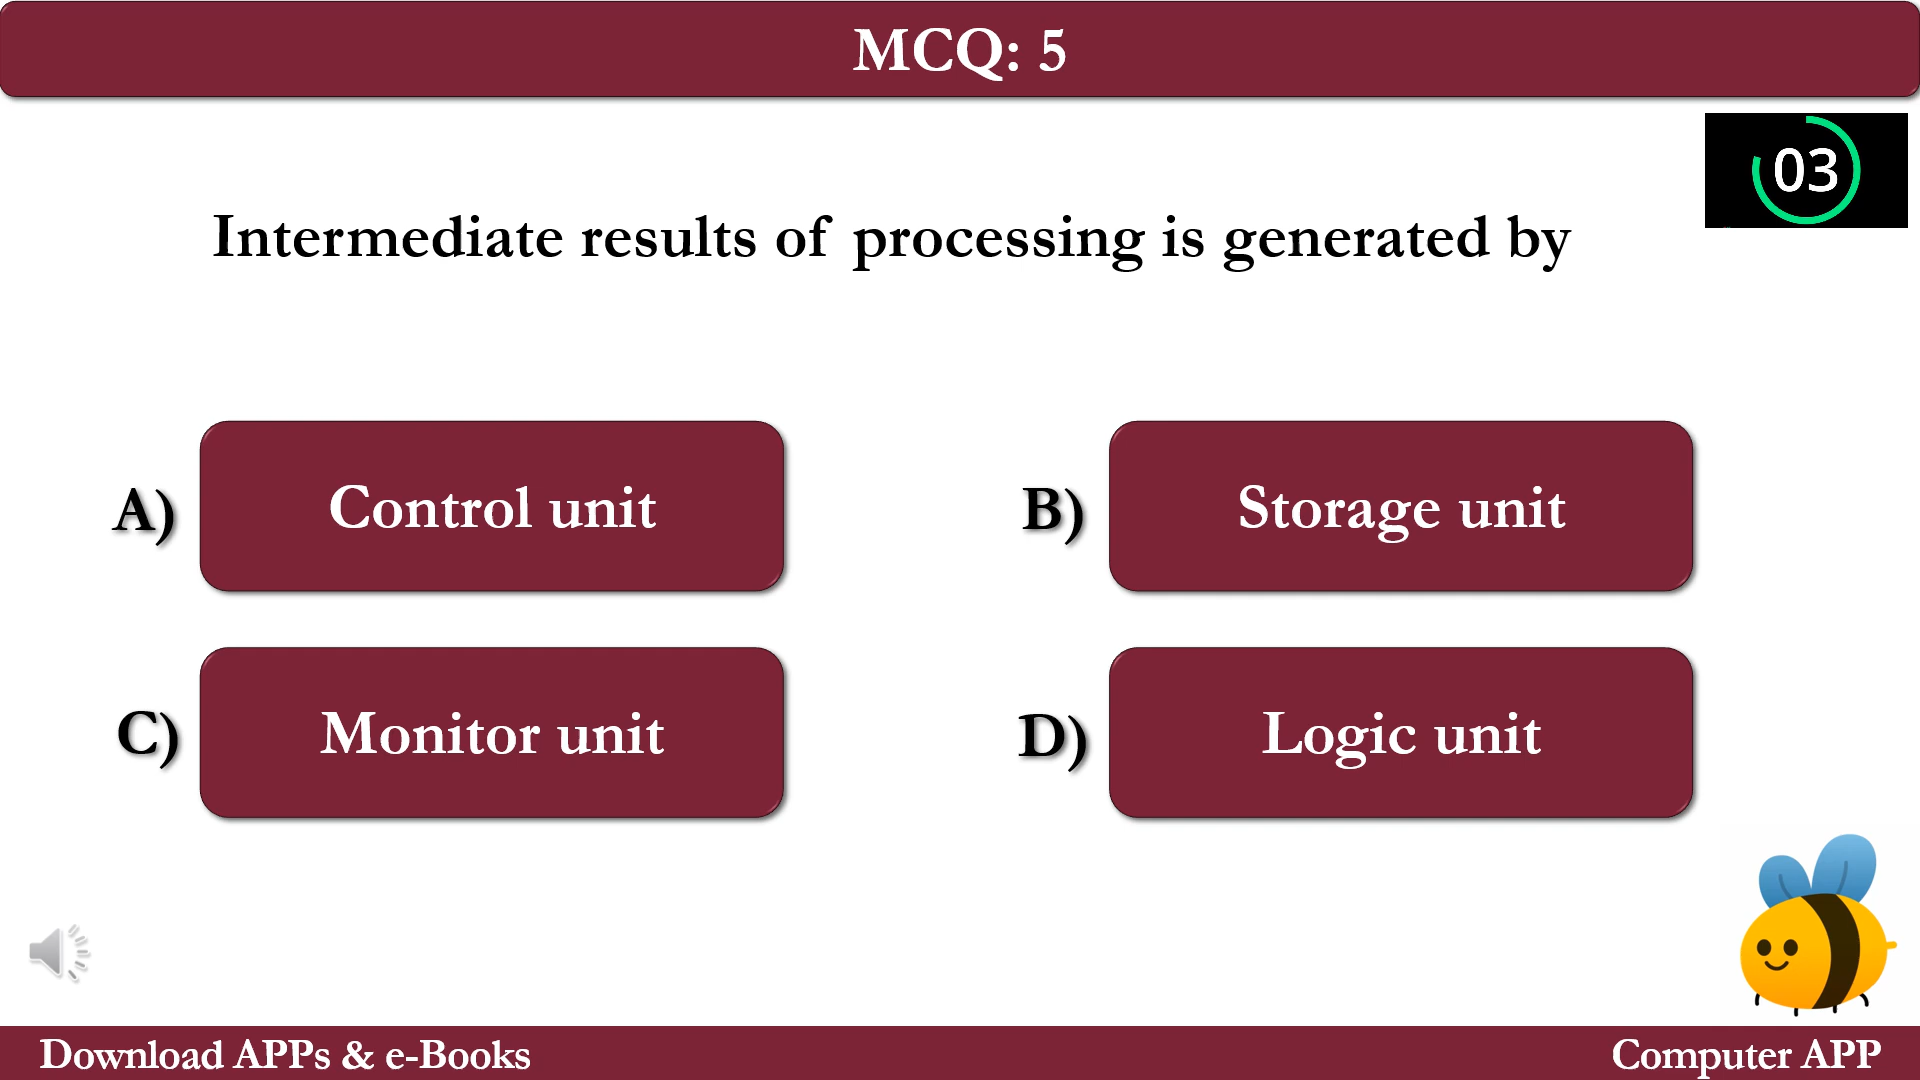 MCQ: 5
03
Intermediate results of processing is generated by
A) Control unit
B) Storage unit
C) Monitor unit
D) Logic unit
Download APPs & e-Books
Computer APP